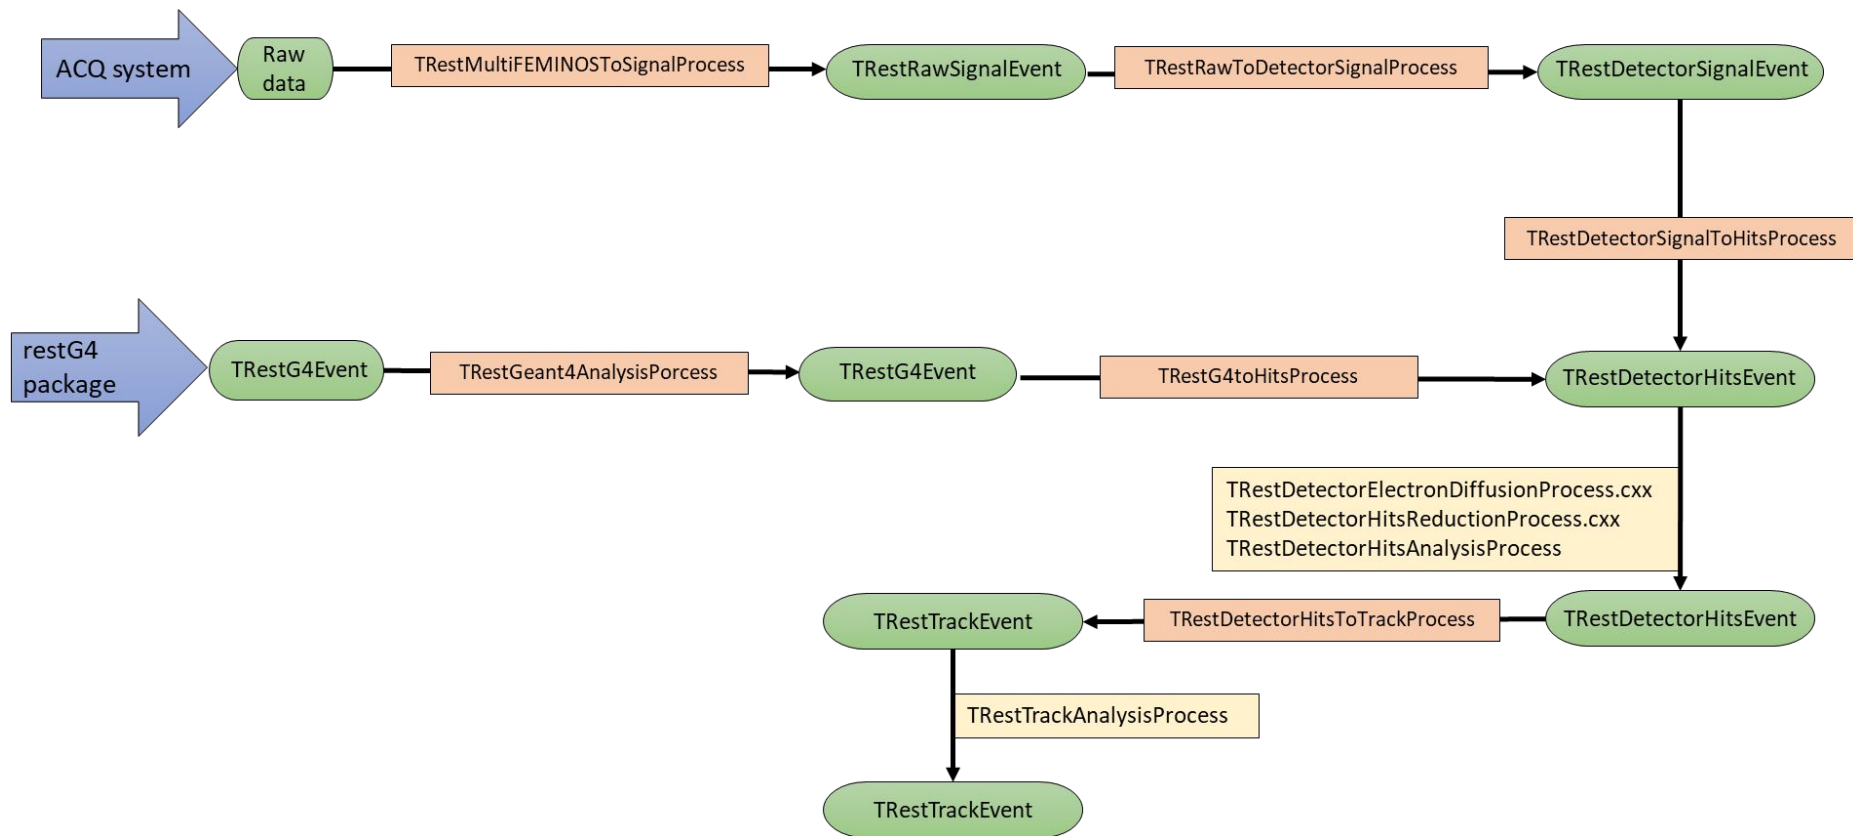 ACQ system
Raw
data
TRestMultiFEMINOSToSignalProcess
TRestRawSignalEvent
TRestRawToDetectorSignalProcess
TRestDetectorSignalEvent
TRestDetectorSignalToHitsProcess
restG4
package
TRestG4Event
TRestGeant4AnalysisPorcess
TRestG4Event
TRestG4toHitsProcess
TRestDetectorHitsEvent
TRestDetectorElectronDiffusionProcess.cxx
TRestDetectorHitsReductionProcess.cxx
TRestDetectorHitsAnalysisProcess
TRestTrackEvent
TRestDetectorHitsToTrackProcess
TRestDetectorHitsEvent
TRestTrackAnalysisProcess
TRestTrackEvent